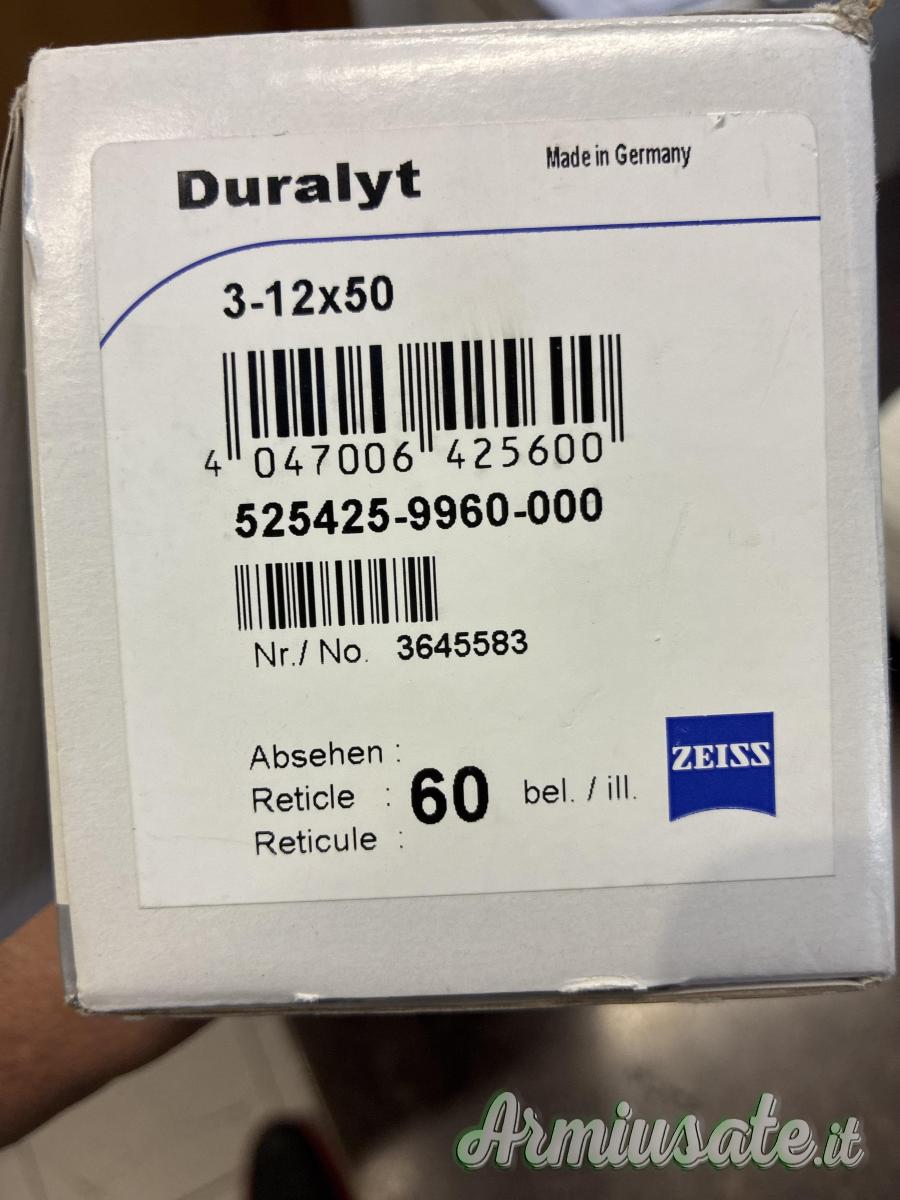 Duralyt
Made in Germany
3-12x50
4 047006 425600
525425-9960-000
Nr./ No. 3645583
Absehen :
Reticle : 60 bel. / ill.
Reticule :
ZEISS
Armiusate.it